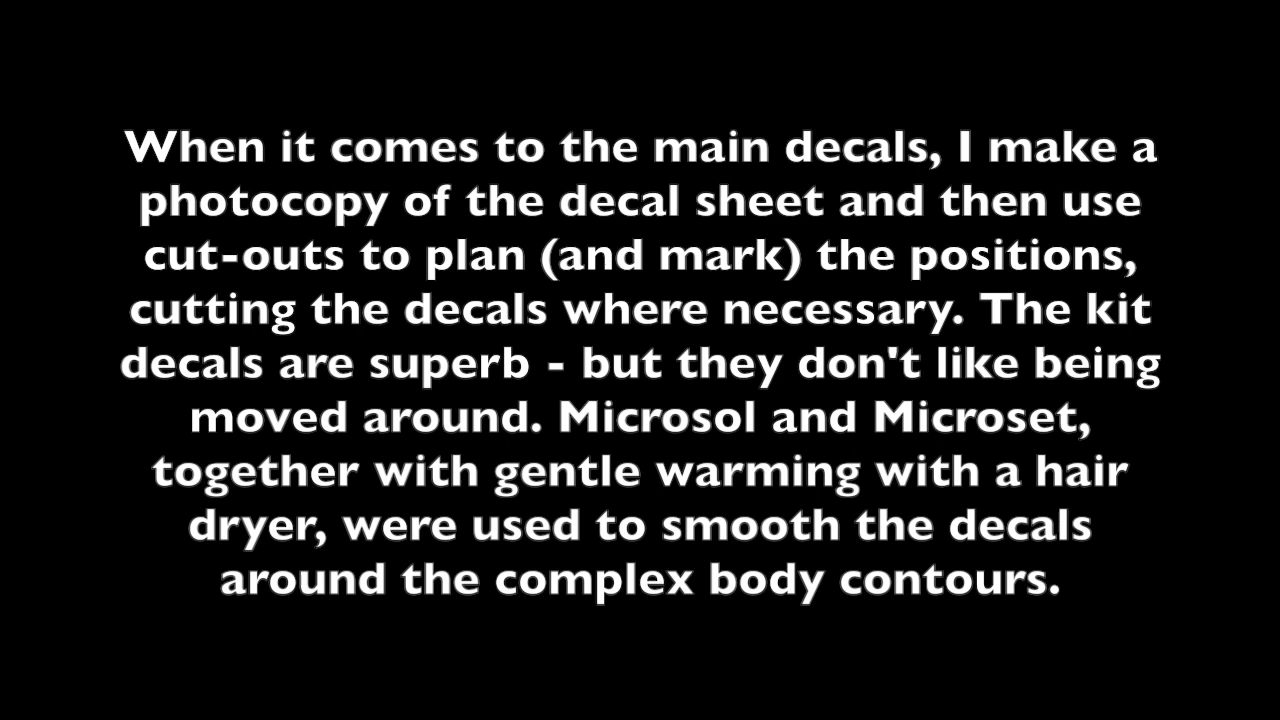 When it comes to the main decals, I make a
photocopy of the decal sheet and then use
cut-outs to plan (and mark) the positions,
cutting the decals where necessary. The kit
decals are superb - but they don't like being
moved around. Microsol and Microset,
together with gentle warming with a hair
dryer, were used to smooth the decals
around the complex body contours.